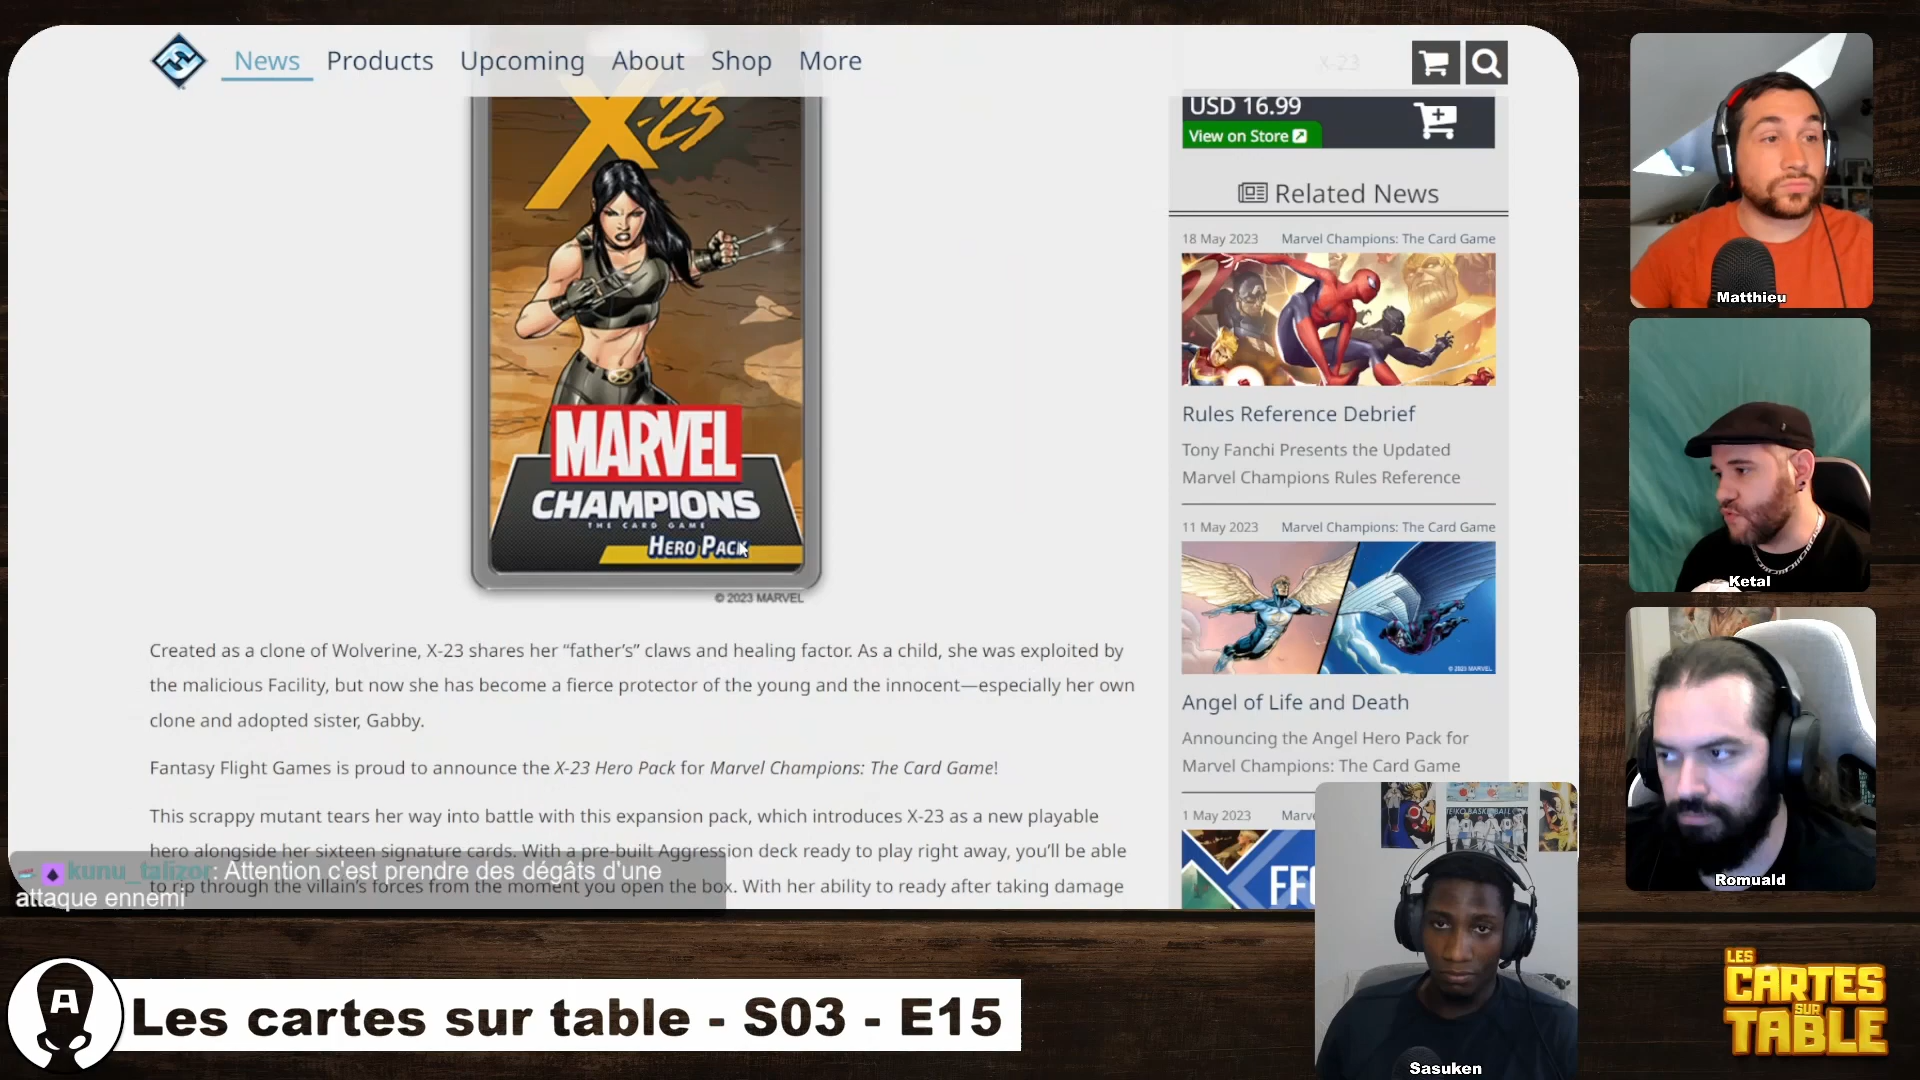 News Products Upcoming About Shop More
X-23
X-23
MARVEL
CHAMPIONS
THE CARD GAME
HERO PACK
© 2023 MARVEL
Created as a clone of Wolverine, X-23 shares her “father’s” claws and healing factor. As a child, she was exploited by
the malicious Facility, but now she has become a fierce protector of the young and the innocent—especially her own
clone and adopted sister, Gabby.
Fantasy Flight Games is proud to announce the X-23 Hero Pack for Marvel Champions: The Card Game!
This scrappy mutant tears her way into battle with this expansion pack, which introduces X-23 as a new playable
hero alongside her sixteen signature cards. With a pre-built Aggression deck ready to play right away, you’ll be able
to rip through the villain’s forces from the moment you open the box. With her ability to ready after taking damage
kunu_talizor: Attention c'est prendre des dégâts d'une
attaque ennemi
USD 16.99
View on Store
Related News
18 May 2023 Marvel Champions: The Card Game
Rules Reference Debrief
Tony Fanchi Presents the Updated
Marvel Champions Rules Reference
11 May 2023 Marvel Champions: The Card Game
© 2023 MARVEL
Angel of Life and Death
Announcing the Angel Hero Pack for
Marvel Champions: The Card Game
1 May 2023 Marve
FF
Matthieu
Ketal
Romuald
Sasuken
A
Les cartes sur table - S03 - E15
LES
CARTES
SUR
TABLE